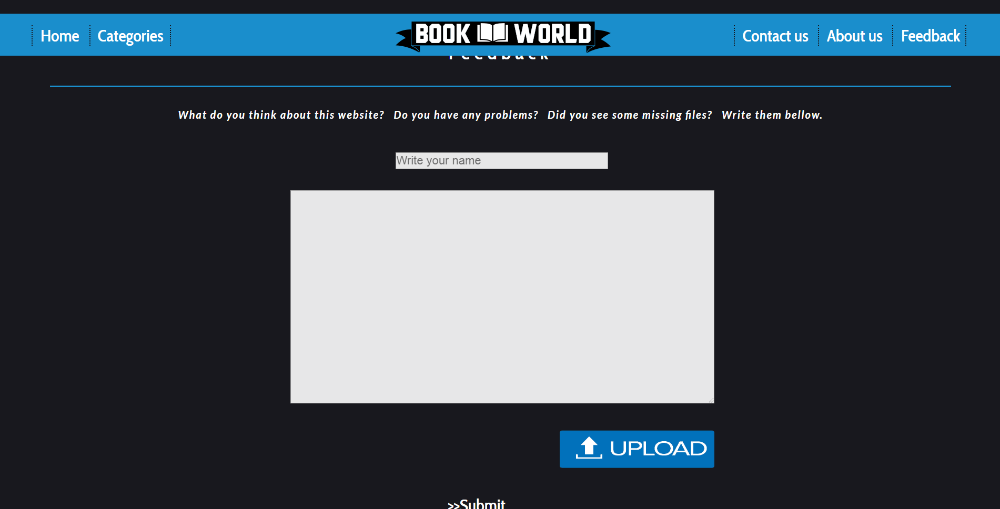 Home Categories BOOK WORLD Contact us About us Feedback
Feedback
What do you think about this website? Do you have any problems? Did you see some missing files? Write them bellow.
Write your name
UPLOAD
>>Submit